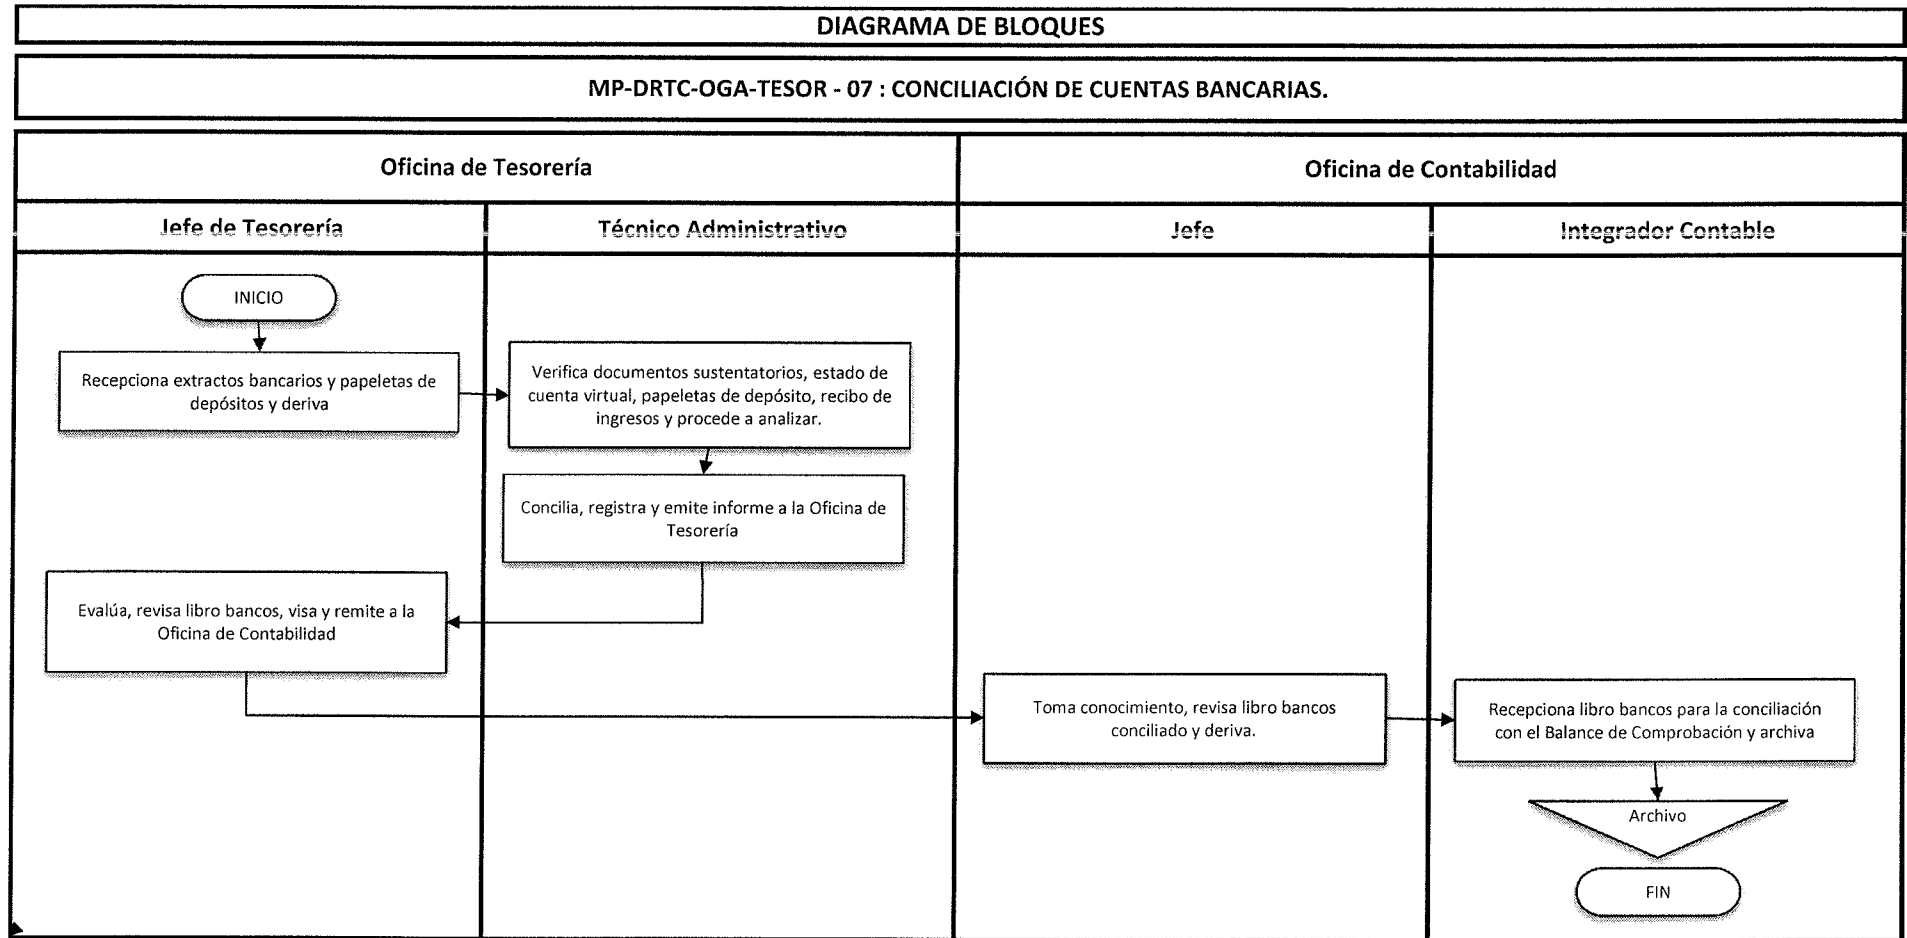 DIAGRAMA DE BLOQUES
MP-DRTC-OGA-TESOR - 07 : CONCILIACIÓN DE CUENTAS BANCARIAS.
Oficina de Tesorería
Oficina de Contabilidad
Jefe de Tesorería
Técnico Administrativo
Jefe
Integrador Contable
INICIO
Recepciona extractos bancarios y papeletas de
depósitos y deriva
Verifica documentos sustentatorios, estado de
cuenta virtual, papeletas de depósito, recibo de
ingresos y procede a analizar.
Concilia, registra y emite informe a la Oficina de
Tesorería
Evalúa, revisa libro bancos, visa y remite a la
Oficina de Contabilidad
Toma conocimiento, revisa libro bancos
conciliado y deriva.
Recepciona libro bancos para la conciliación
con el Balance de Comprobación y archiva
Archivo
FIN